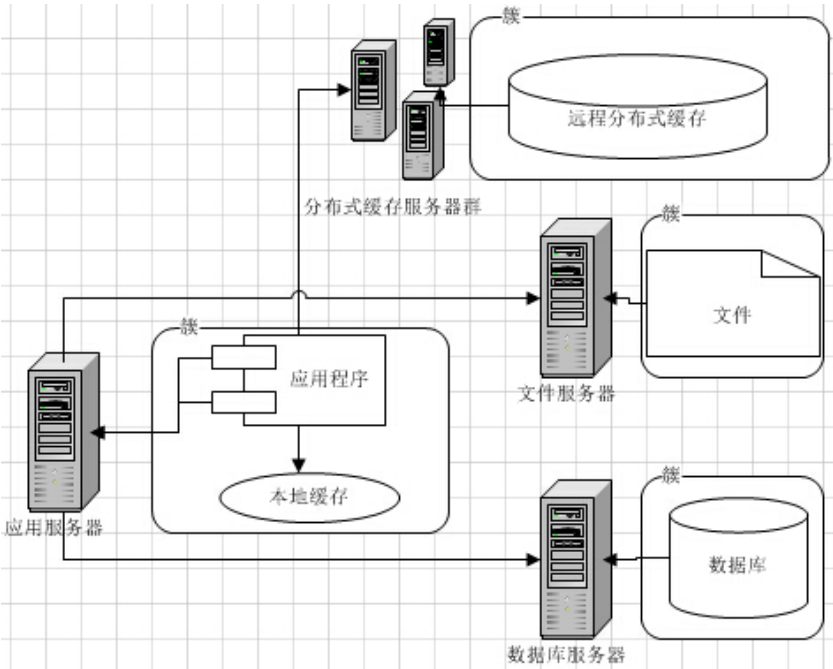 簇
远程分布式缓存
分布式缓存服务器群
簇
文件
文件服务器
簇
应用程序
本地缓存
应用服务器
簇
数据库
数据库服务器